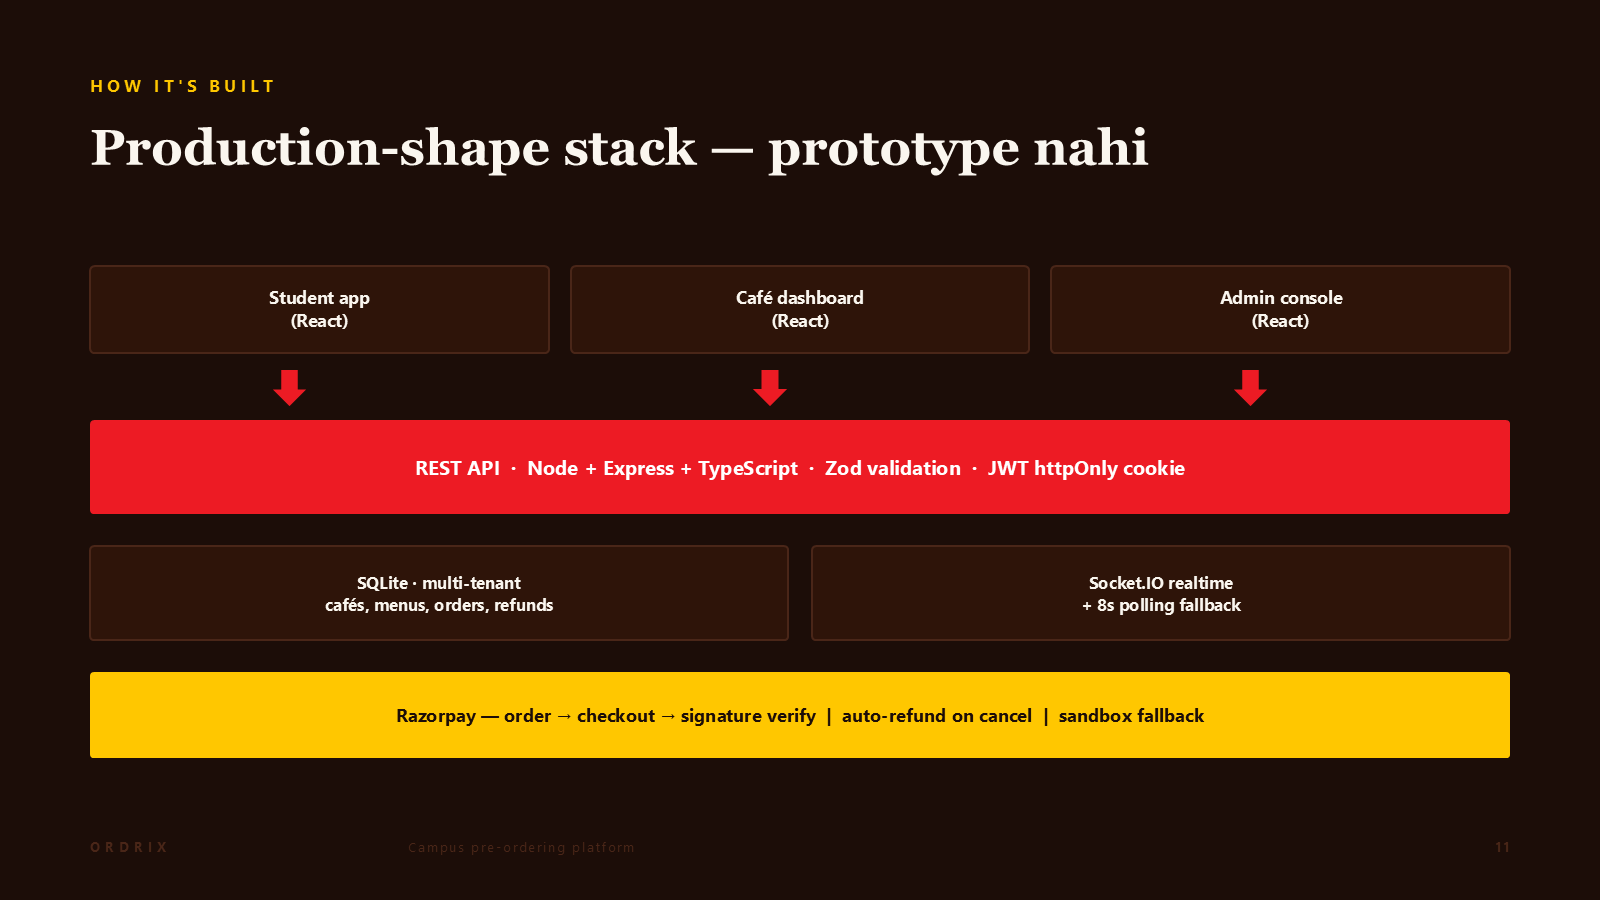 HOW IT'S BUILT
Production-shape stack — prototype nahi
Student app
(React)
Café dashboard
(React)
Admin console
(React)
REST API · Node + Express + TypeScript · Zod validation · JWT httpOnly cookie
SQLite · multi-tenant
cafés, menus, orders, refunds
Socket.IO realtime
+ 8s polling fallback
Razorpay — order → checkout → signature verify | auto-refund on cancel | sandbox fallback
ORDRIX
Campus pre-ordering platform
11